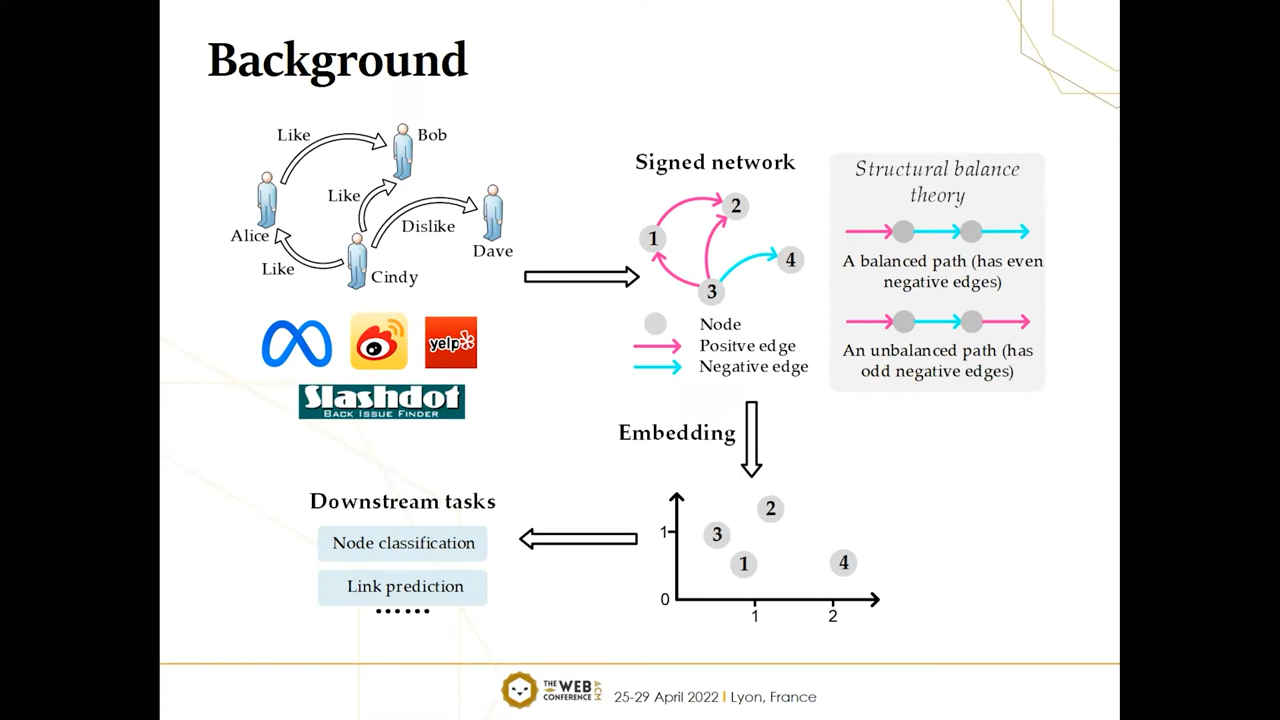 Background
Like
Bob
Like
Dislike
Alice
Dave
Like
Cindy
yelp
Slashdot
BACK ISSUE FINDER
Signed network
2
1
4
3
Node
Positve edge
Negative edge
Structural balance
theory
A balanced path (has even
negative edges)
An unbalanced path (has
odd negative edges)
Embedding
2
1
3
1
4
0
1
2
Downstream tasks
Node classification
Link prediction
......
THE WEB CONFERENCE ACM
25-29 April 2022 | Lyon, France